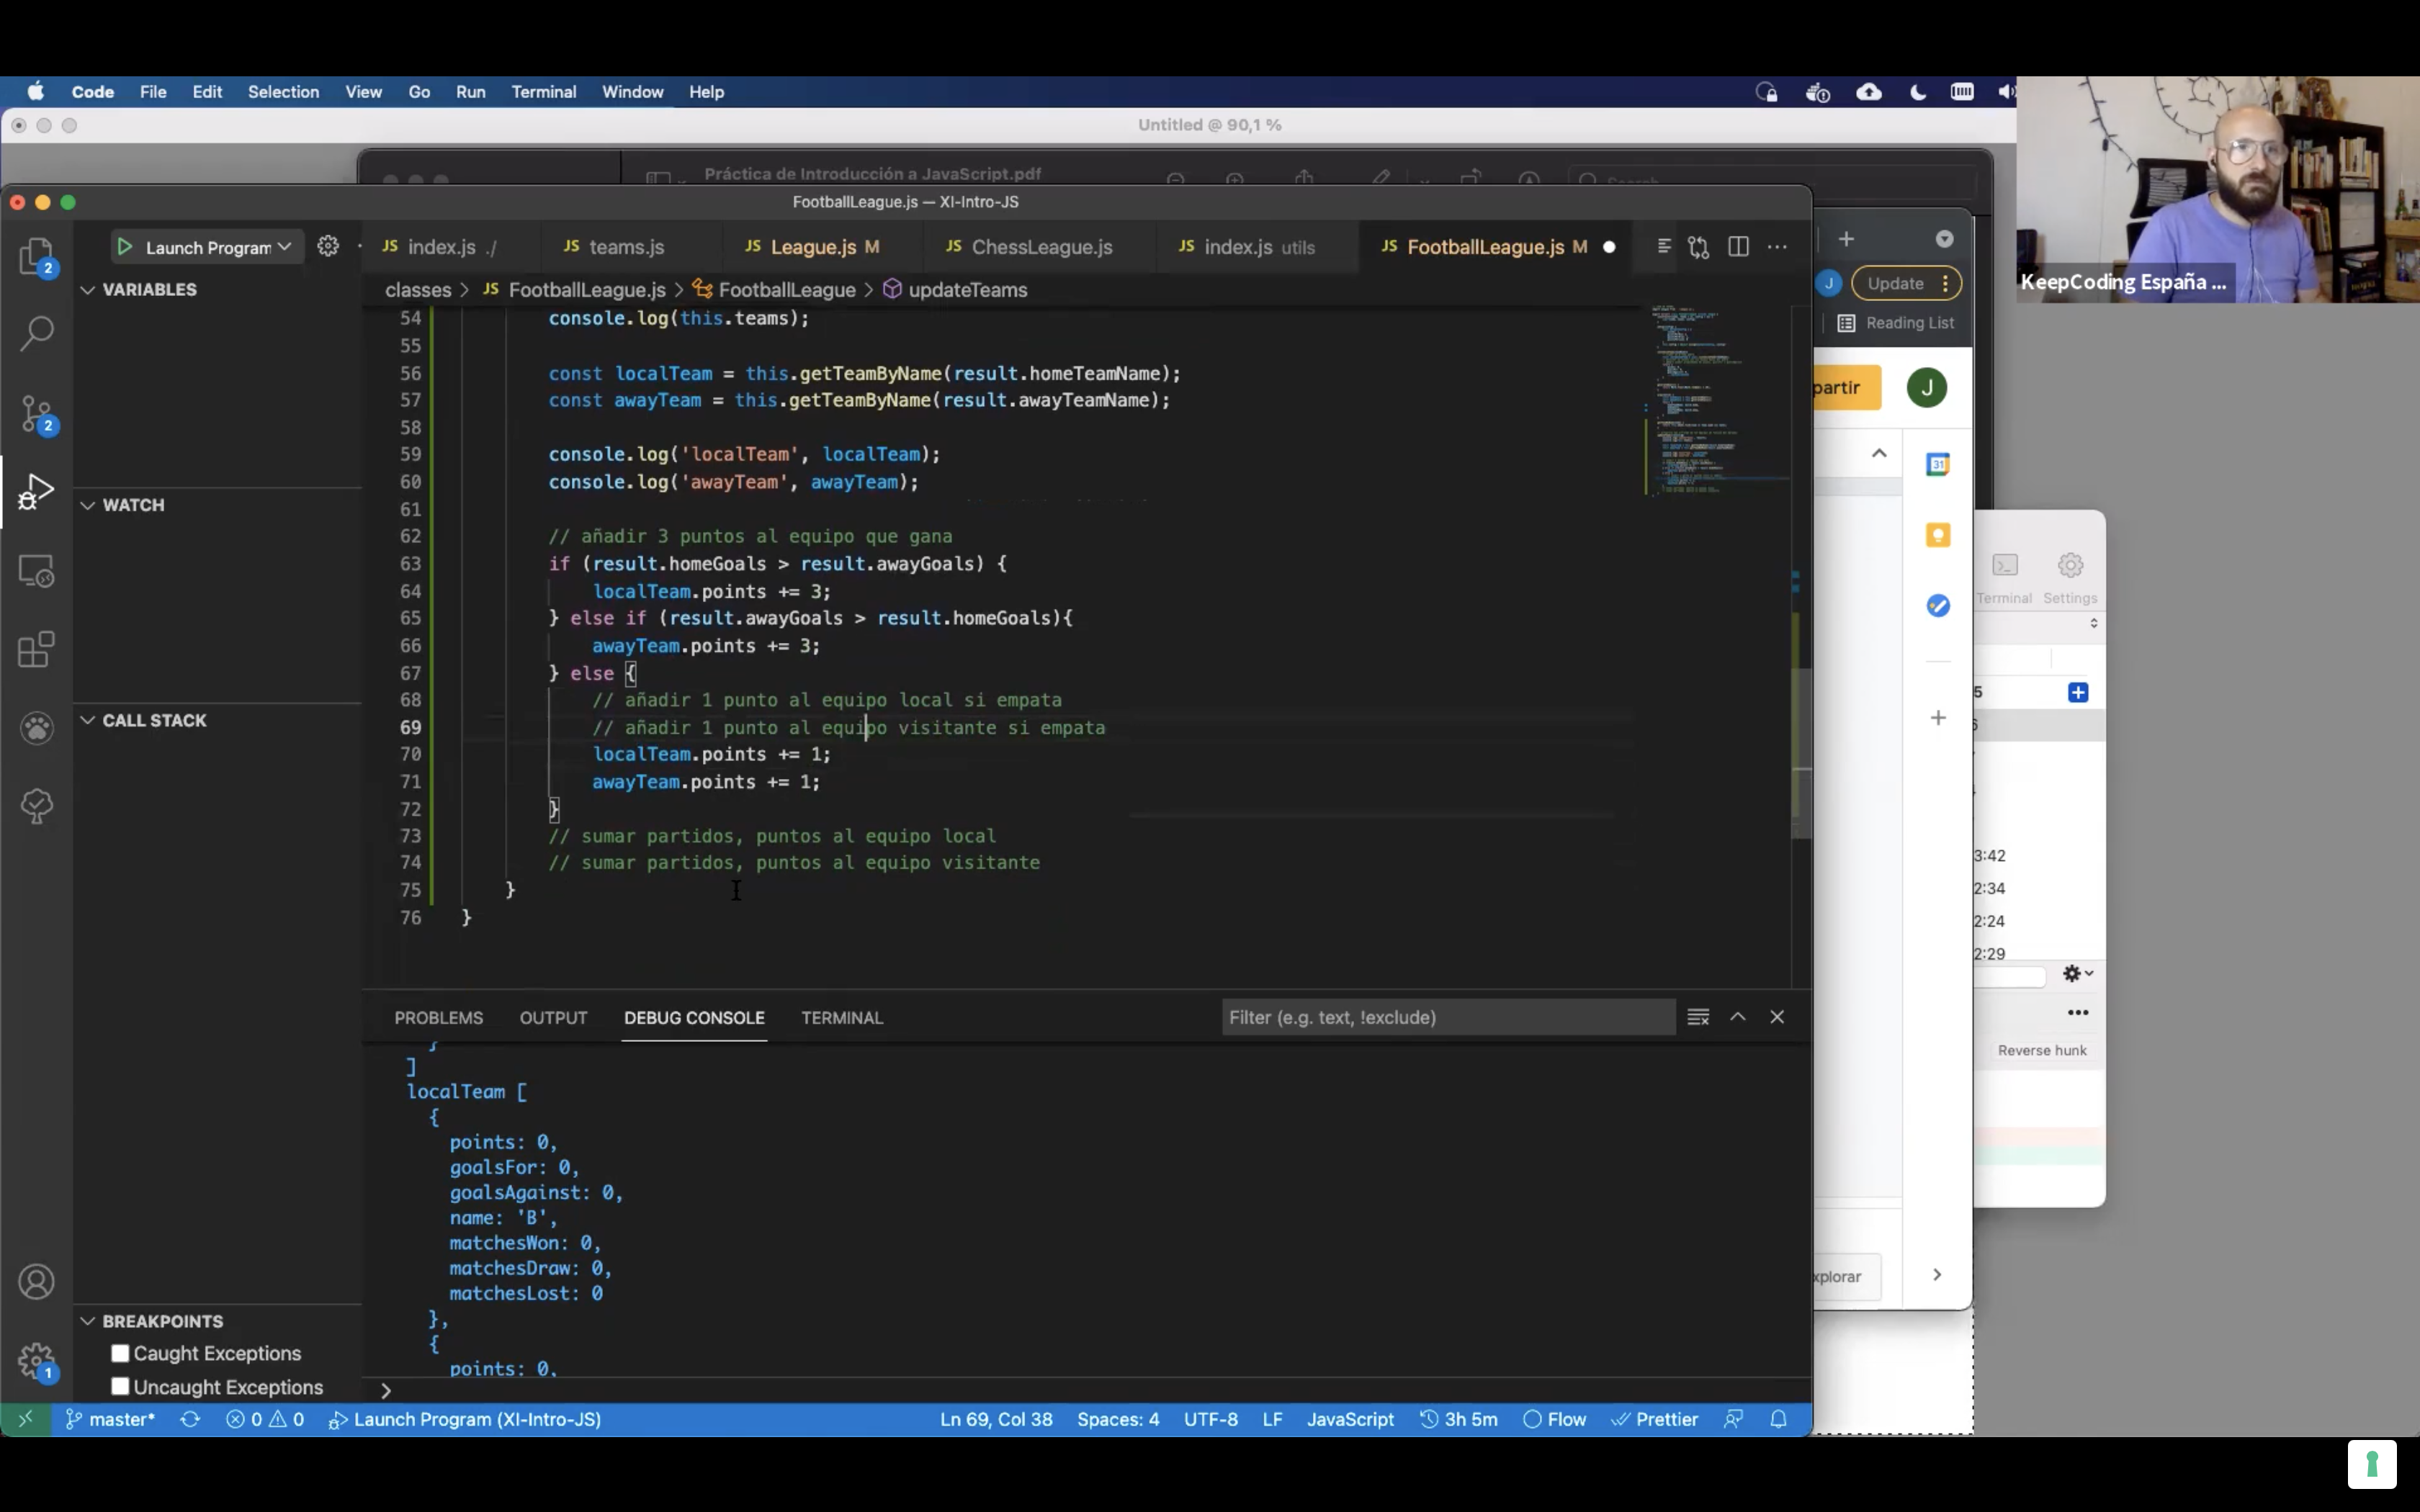 Code File Edit Selection View Go Run Terminal Window Help
Untitled @ 90,1 %
Práctica de Introducción a JavaScript.pdf
Search
FootballLeague.js — XI-Intro-JS
KeepCoding España ...
Launch Program
JS index.js ./
JS teams.js
JS League.js M
JS ChessLeague.js
JS index.js utils
JS FootballLeague.js M
classes > JS FootballLeague.js > FootballLeague > updateTeams
VARIABLES
WATCH
CALL STACK
BREAKPOINTS
Caught Exceptions
Uncaught Exceptions
2
2
1
54 console.log(this.teams);
55
56 const localTeam = this.getTeamByName(result.homeTeamName);
57 const awayTeam = this.getTeamByName(result.awayTeamName);
58
59 console.log('localTeam', localTeam);
60 console.log('awayTeam', awayTeam);
61
62 // añadir 3 puntos al equipo que gana
63 if (result.homeGoals > result.awayGoals) {
64 localTeam.points += 3;
65 } else if (result.awayGoals > result.homeGoals){
66 awayTeam.points += 3;
67 } else {
68 // añadir 1 punto al equipo local si empata
69 // añadir 1 punto al equipo visitante si empata
70 localTeam.points += 1;
71 awayTeam.points += 1;
72 }
73 // sumar partidos, puntos al equipo local
74 // sumar partidos, puntos al equipo visitante
75 }
76 }
PROBLEMS OUTPUT DEBUG CONSOLE TERMINAL
Filter (e.g. text, !exclude)
}
]
localTeam [
{
points: 0,
goalsFor: 0,
goalsAgainst: 0,
name: 'B',
matchesWon: 0,
matchesDraw: 0,
matchesLost: 0
},
{
points: 0,
>
master* 0 0 Launch Program (XI-Intro-JS)
Ln 69, Col 38 Spaces: 4 UTF-8 LF JavaScript 3h 5m Flow Prettier
J
Update
Reading List
partir
J
31
xplorar
Terminal Settings
5
3:42
2:34
2:24
2:29
Reverse hunk